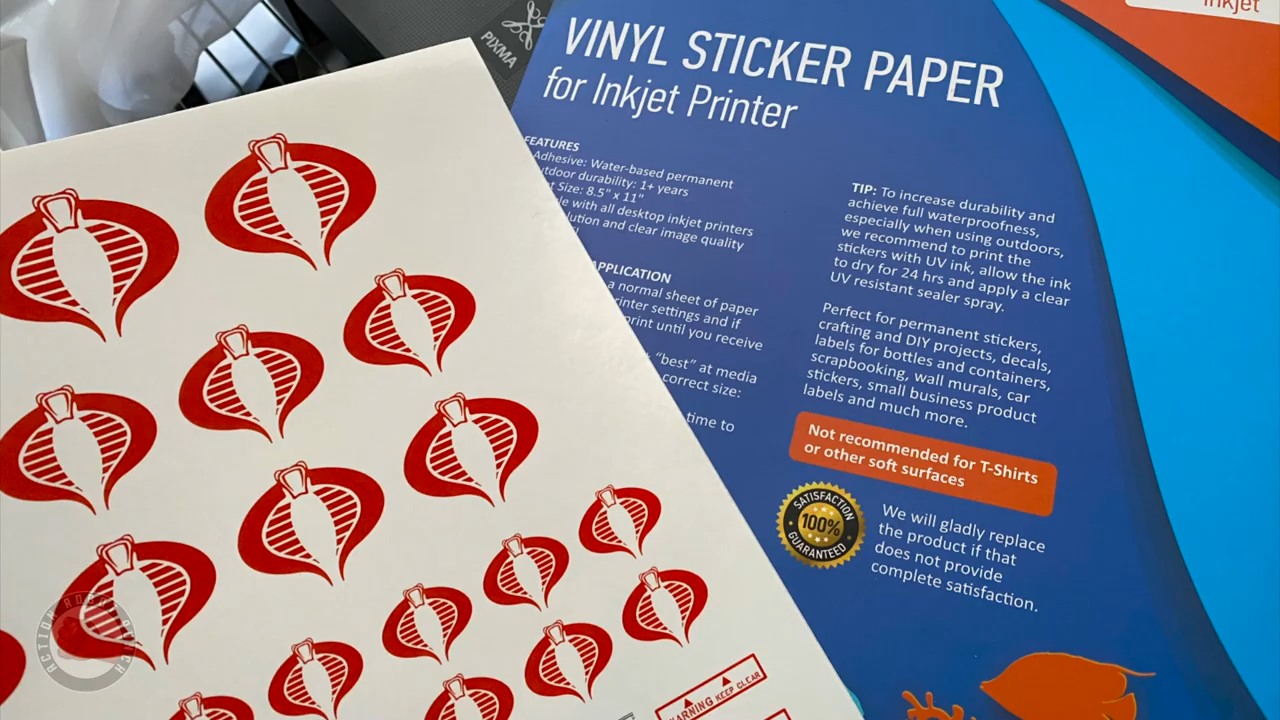 PIXMA
Inkjet
VINYL STICKER PAPER
for Inkjet Printer
FEATURES
Adhesive: Water-based permanent
durability: 1+ years
Size: 8.5" x 11"
with all desktop inkjet printers
and clear image quality
APPLICATION
a normal sheet of paper
settings and if
until you receive
"best" at media
correct size:
time to
TIP: To increase durability and
achieve full waterproofness,
especially when using outdoors,
we recommend to print the
stickers with UV ink, allow the ink
to dry for 24 hrs and apply a clear
UV resistant sealer spray.
Perfect for permanent stickers,
crafting and DIY projects, decals,
labels for bottles and containers,
scrapbooking, wall murals, car
stickers, small business product
labels and much more.
Not recommended for T-Shirts
or other soft surfaces
SATISFACTION
100%
GUARANTEED
We will gladly replace
the product if that
does not provide
complete satisfaction.
WARNING KEEP CLEAR
ACTION